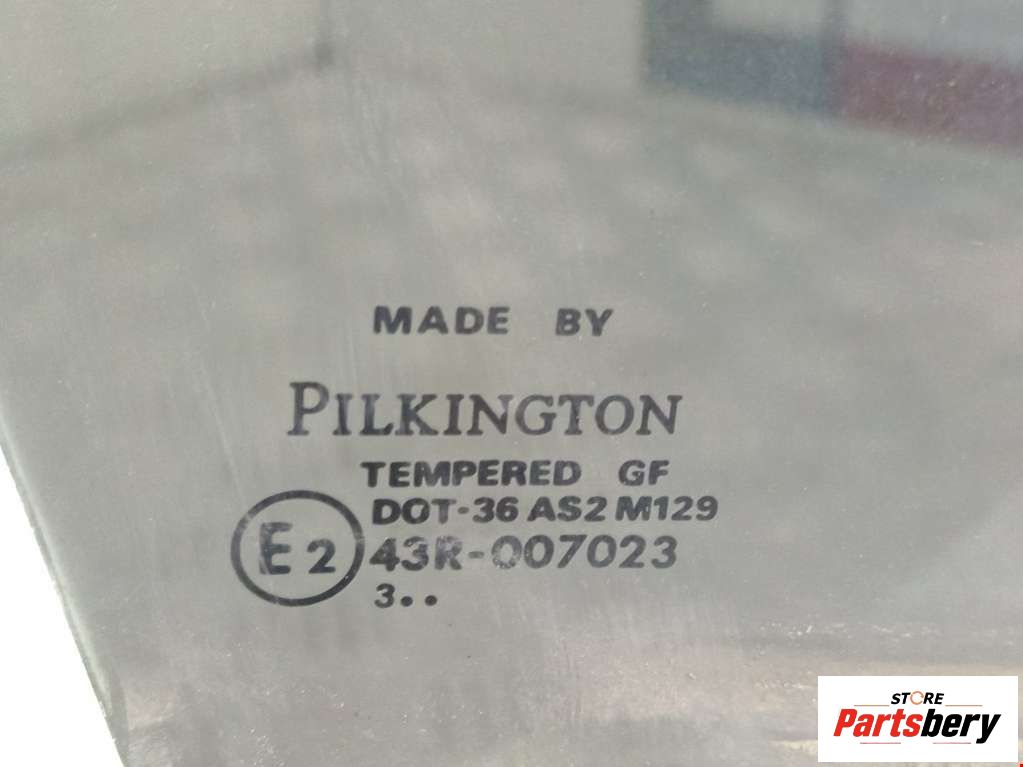 MADE BY
PILKINGTON
TEMPERED GF
DOT-36 AS2 M129
E2 43R-007023
3..
STORE
Partsbery